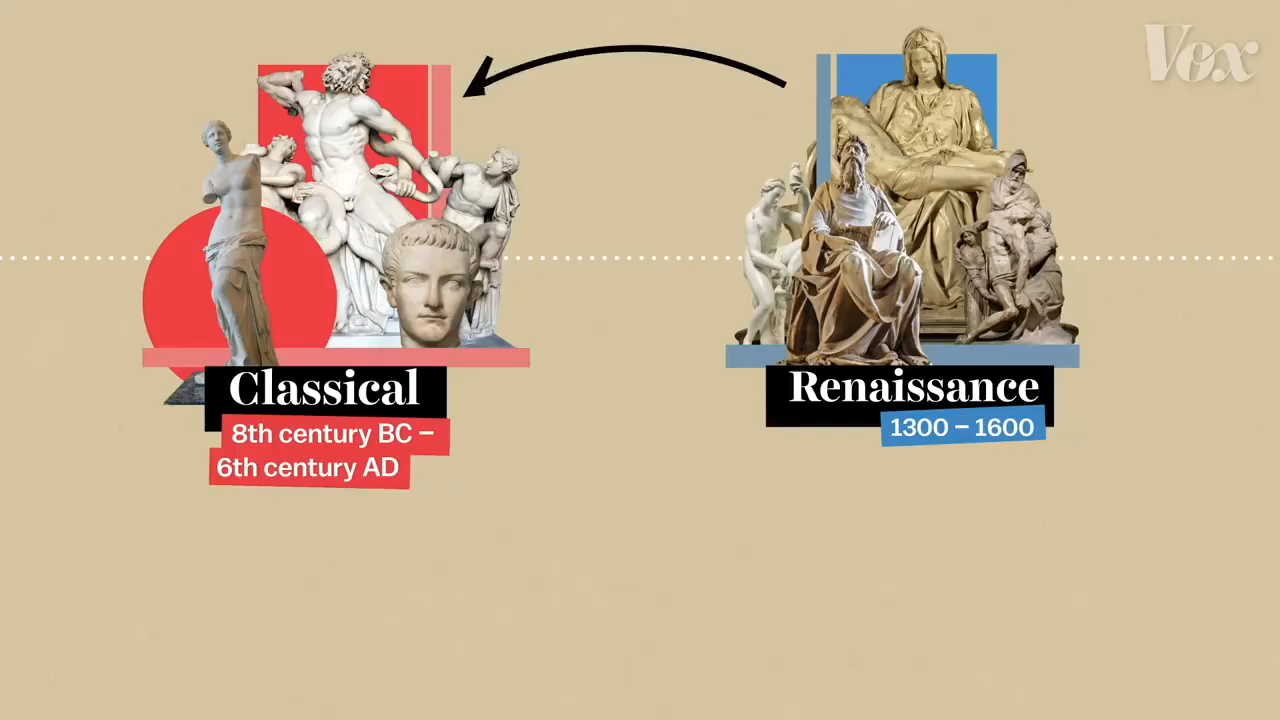 Vox
Classical
8th century BC –
6th century AD
Renaissance
1300 – 1600